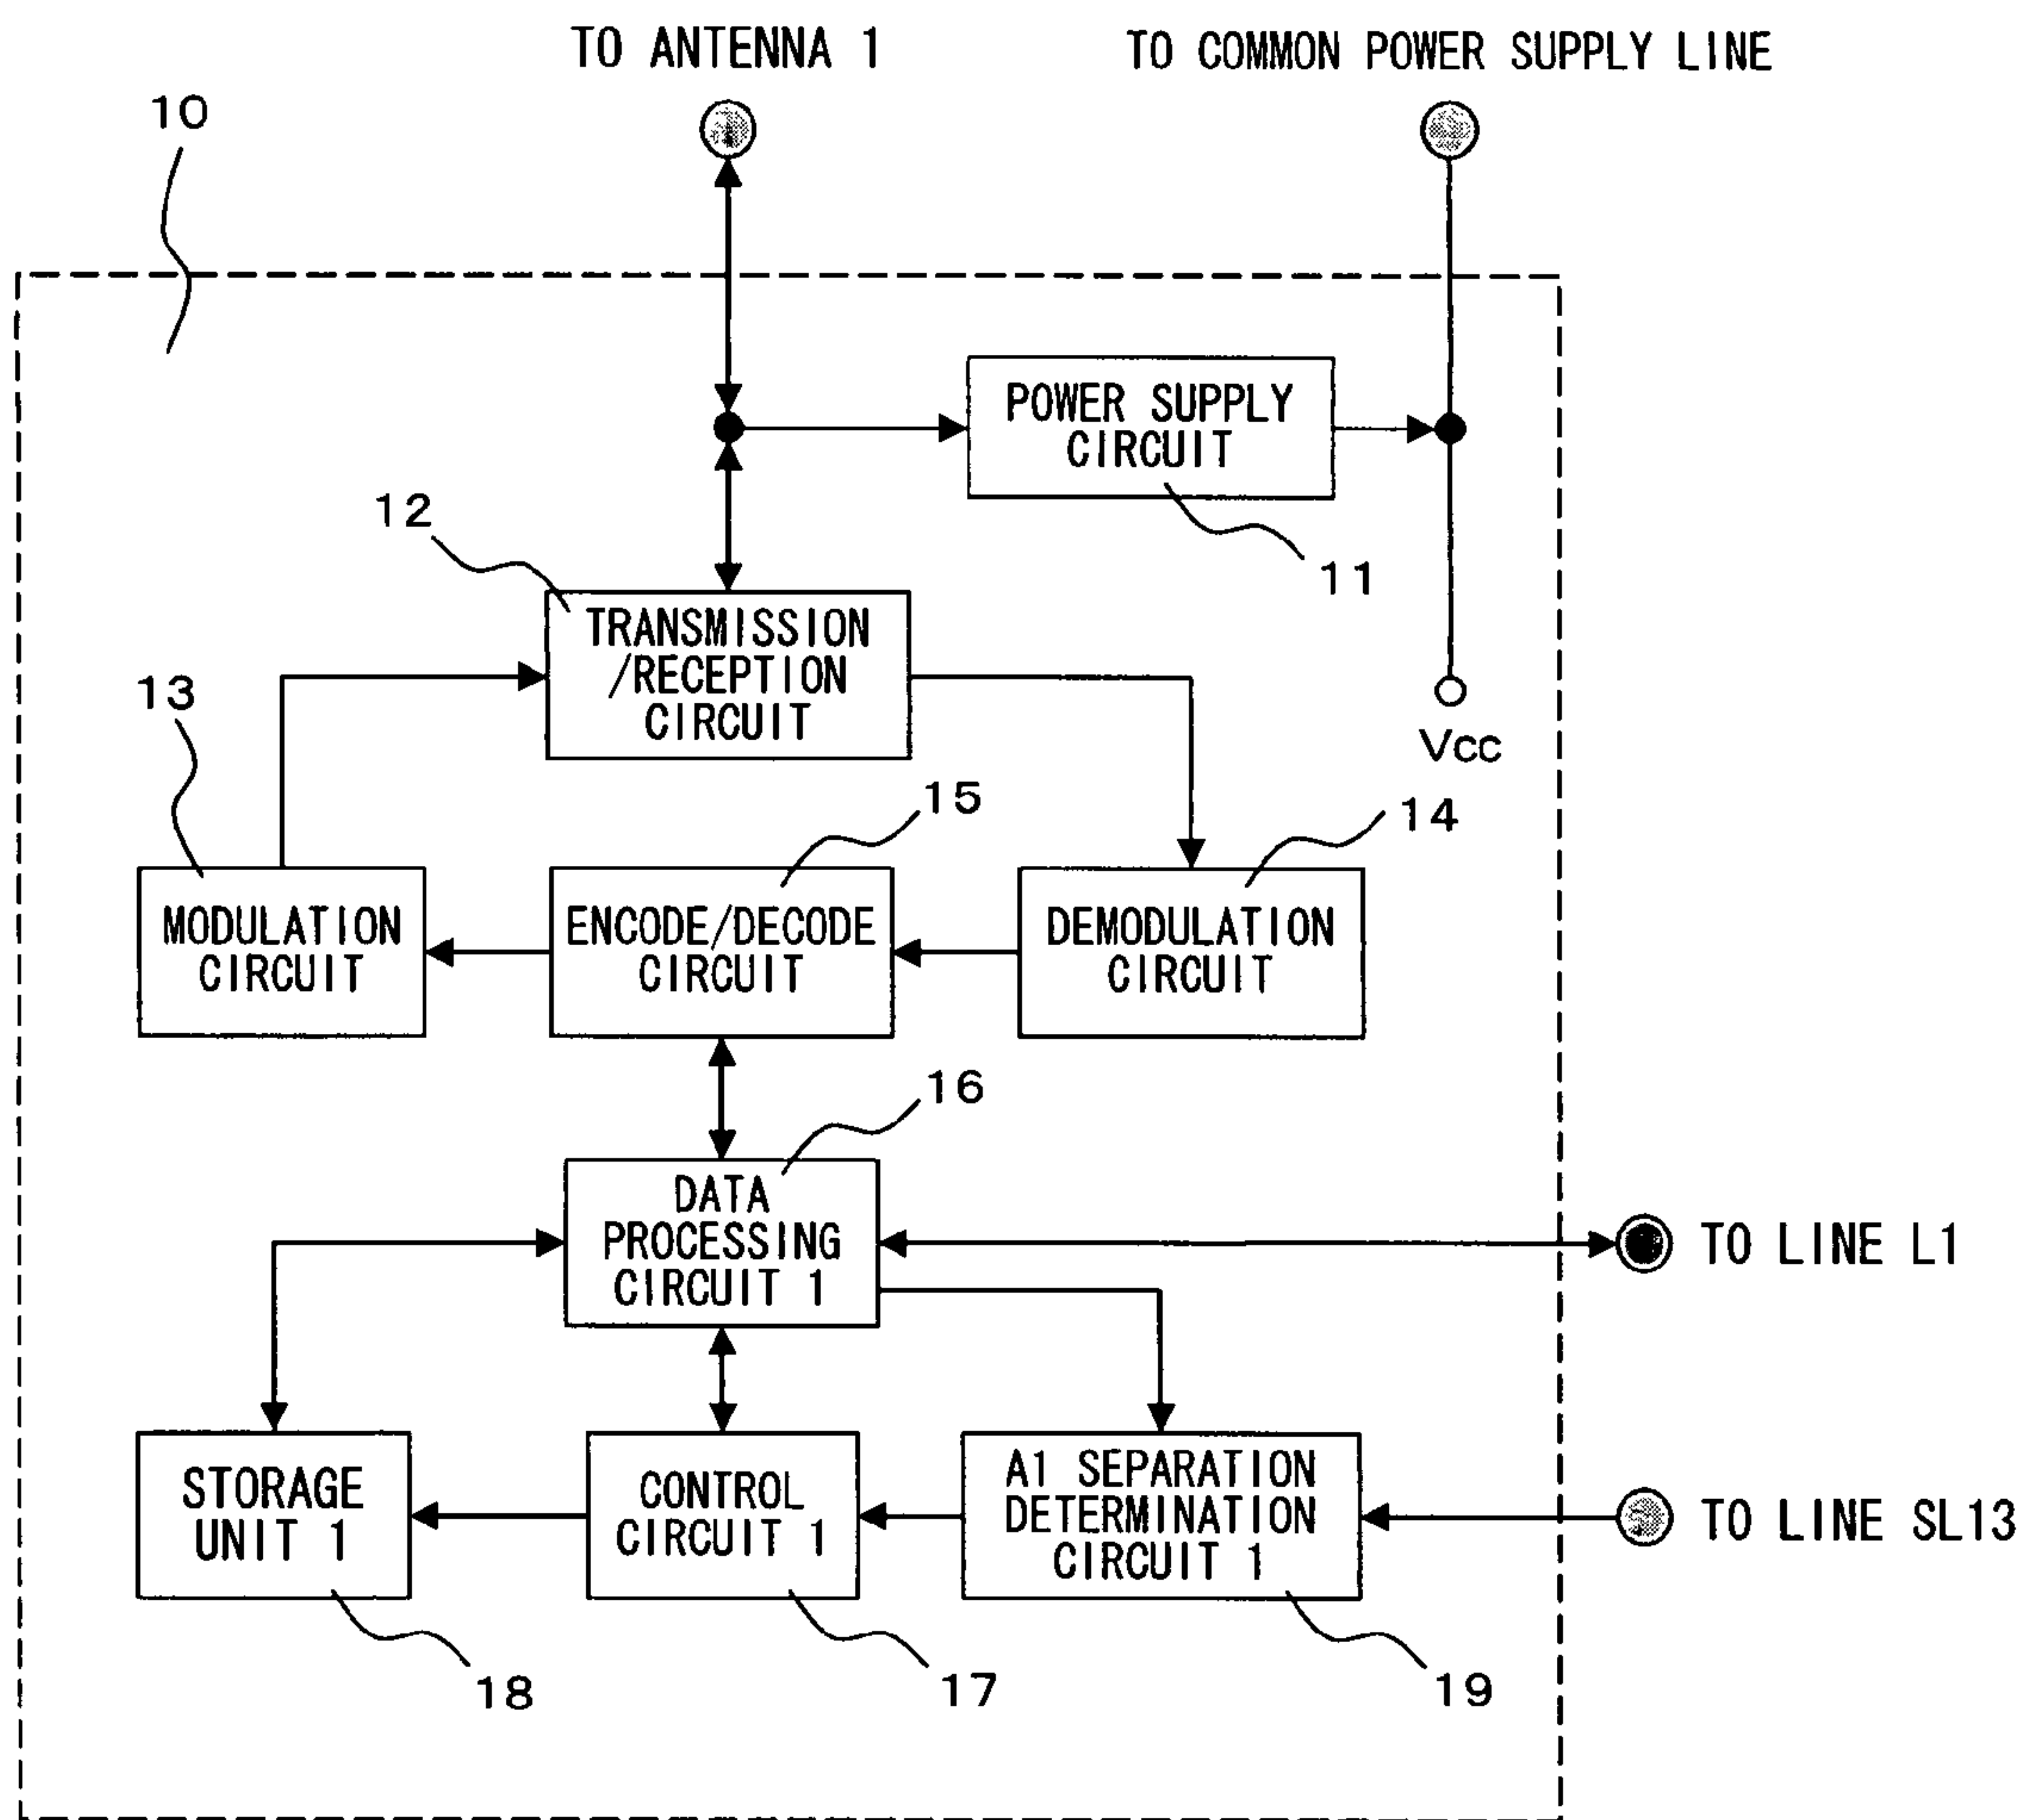 TO ANTENNA 1
TO COMMON POWER SUPPLY LINE
10
POWER SUPPLY
CIRCUIT
11
12
TRANSMISSION
/RECEPTION
CIRCUIT
13
Vcc
15
14
MODULATION
CIRCUIT
ENCODE/DECODE
CIRCUIT
DEMODULATION
CIRCUIT
16
DATA
PROCESSING
CIRCUIT 1
TO LINE L1
STORAGE
UNIT 1
CONTROL
CIRCUIT 1
A1 SEPARATION
DETERMINATION
CIRCUIT 1
TO LINE SL13
18
17
19